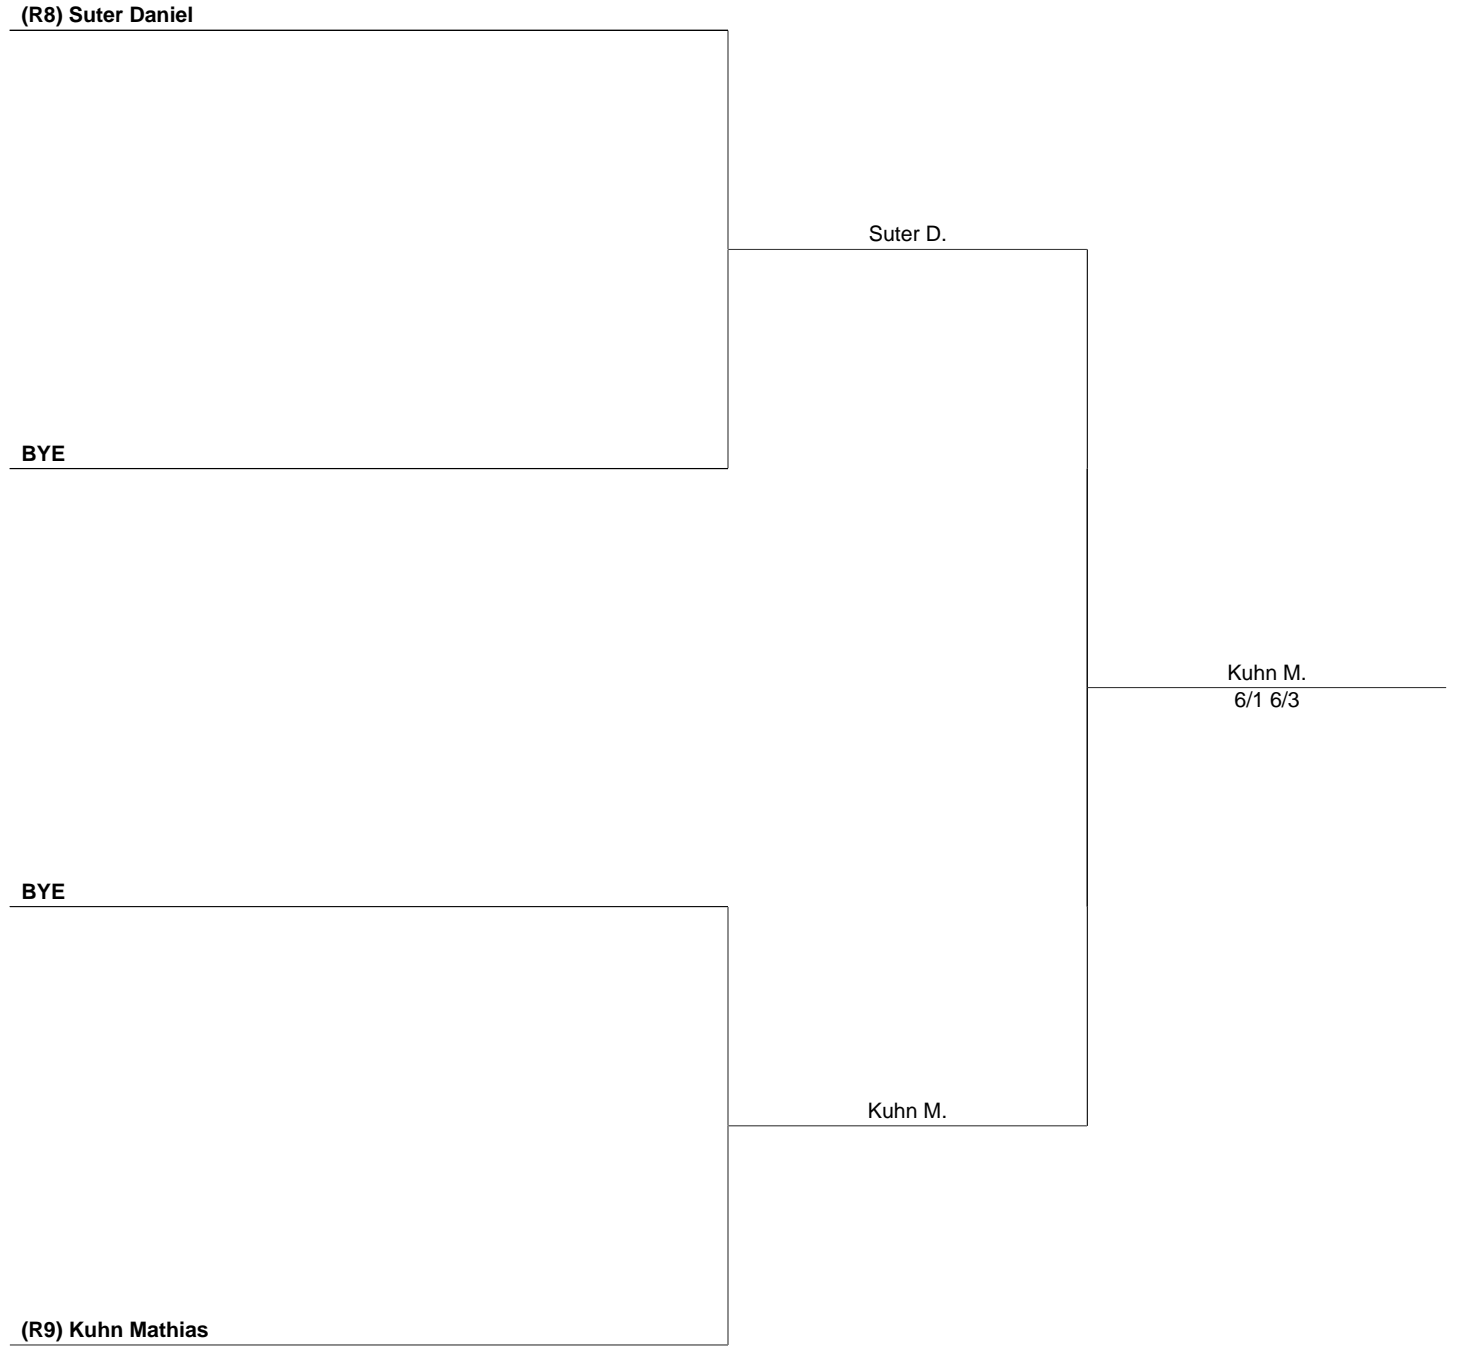 (R8) Suter Daniel
Suter D.
BYE
Kuhn M.
6/1 6/3
BYE
Kuhn M.
(R9) Kuhn Mathias